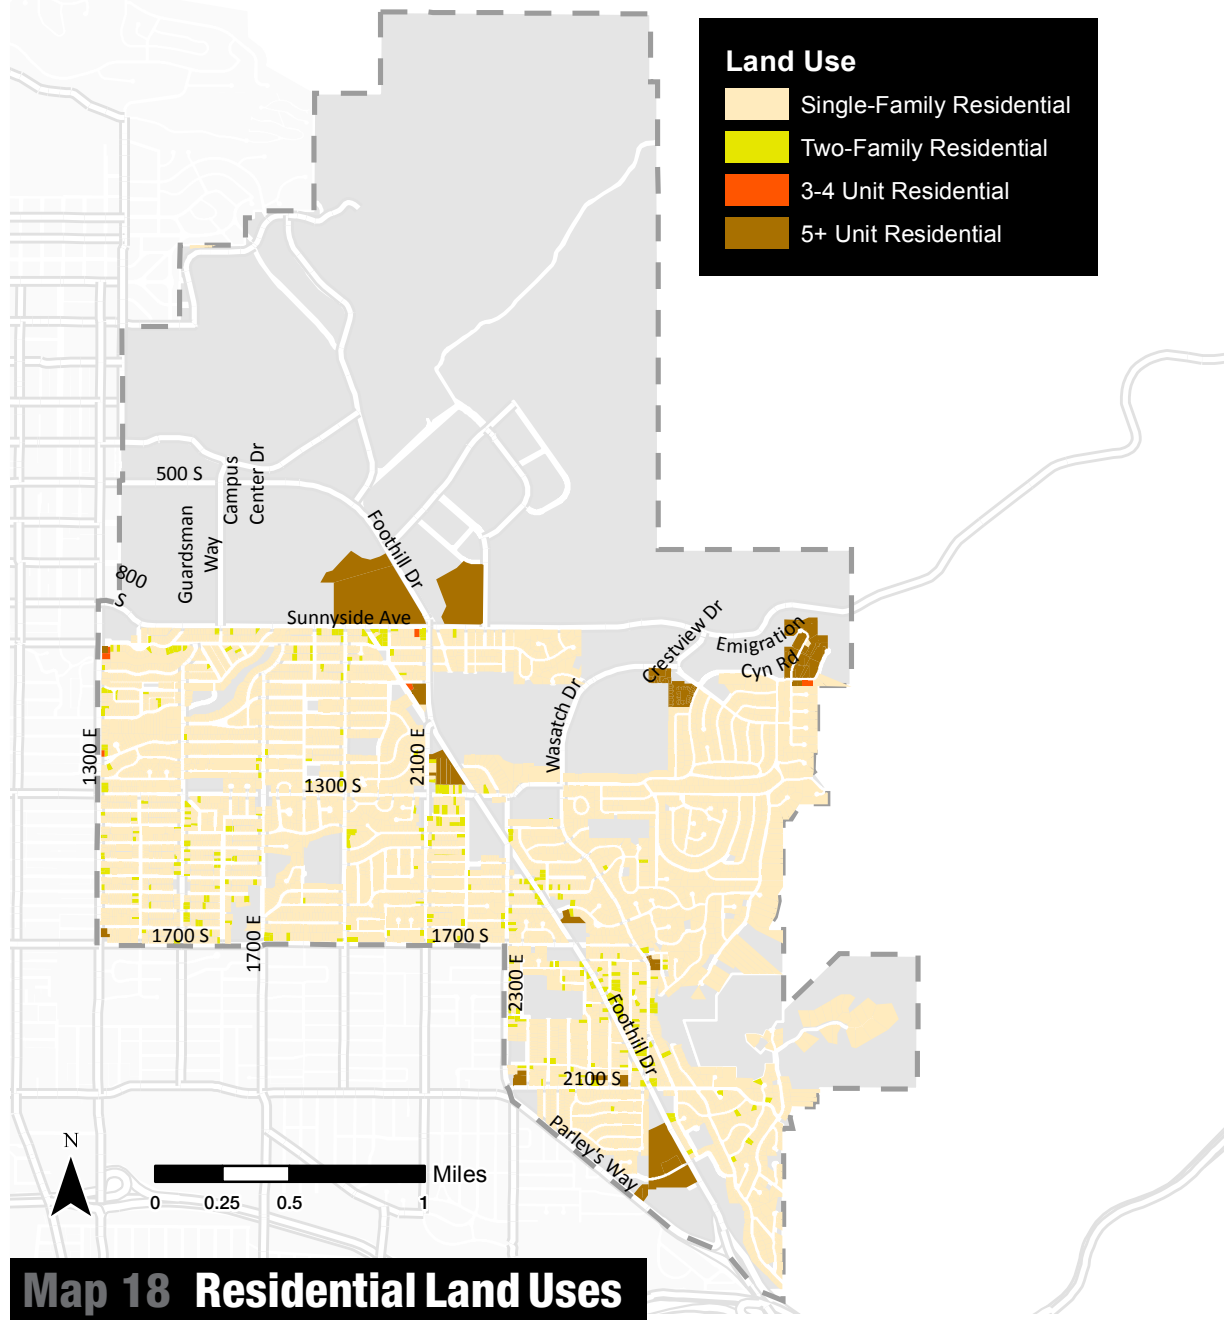 Land Use
Single-Family Residential
Two-Family Residential
3-4 Unit Residential
5+ Unit Residential
500 S
Campus
Center Dr
Guardsman
Way
Foothill Dr
800
S
Sunnyside Ave
Crestview Dr
Emigration
Cyn Rd
Wasatch Dr
1300 E
2100 E
1300 S
1700 S
1700 E
1700 S
2300 E
Foothill Dr
2100 S
Parley's Way
N
Miles
0 0.25 0.5 1
Map 18 Residential Land Uses